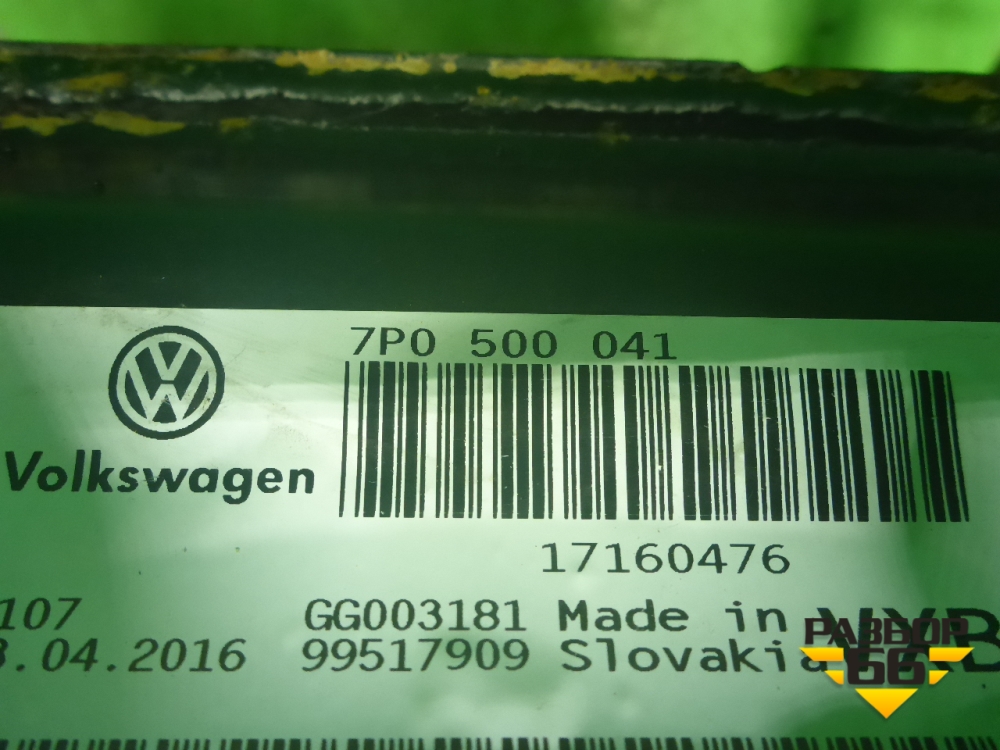 7P0 500 041
Volkswagen
17160476
107 GG003181 Made in
.04.2016 99517909 Slovakia
РАЗБОР
66